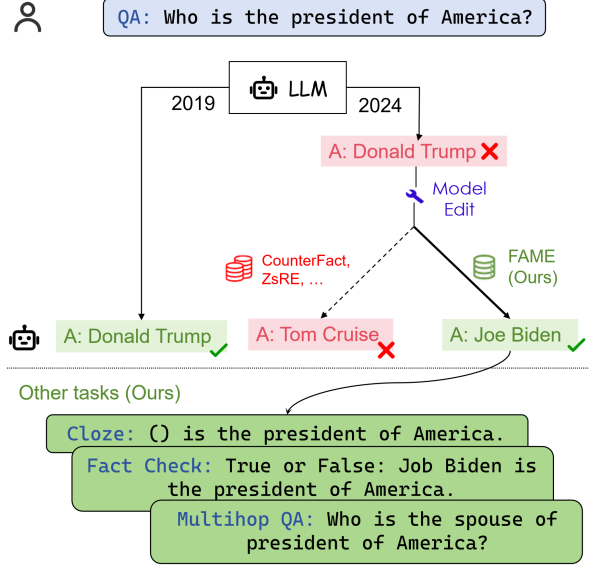 QA: Who is the president of America?
LLM
2019
2024
A: Donald Trump
Model
Edit
CounterFact,
ZsRE, ...
FAME
(Ours)
A: Donald Trump
A: Tom Cruise
A: Joe Biden
Other tasks (Ours)
Cloze: () is the president of America.
Fact Check: True or False: Job Biden is
the president of America.
Multihop QA: Who is the spouse of
president of America?